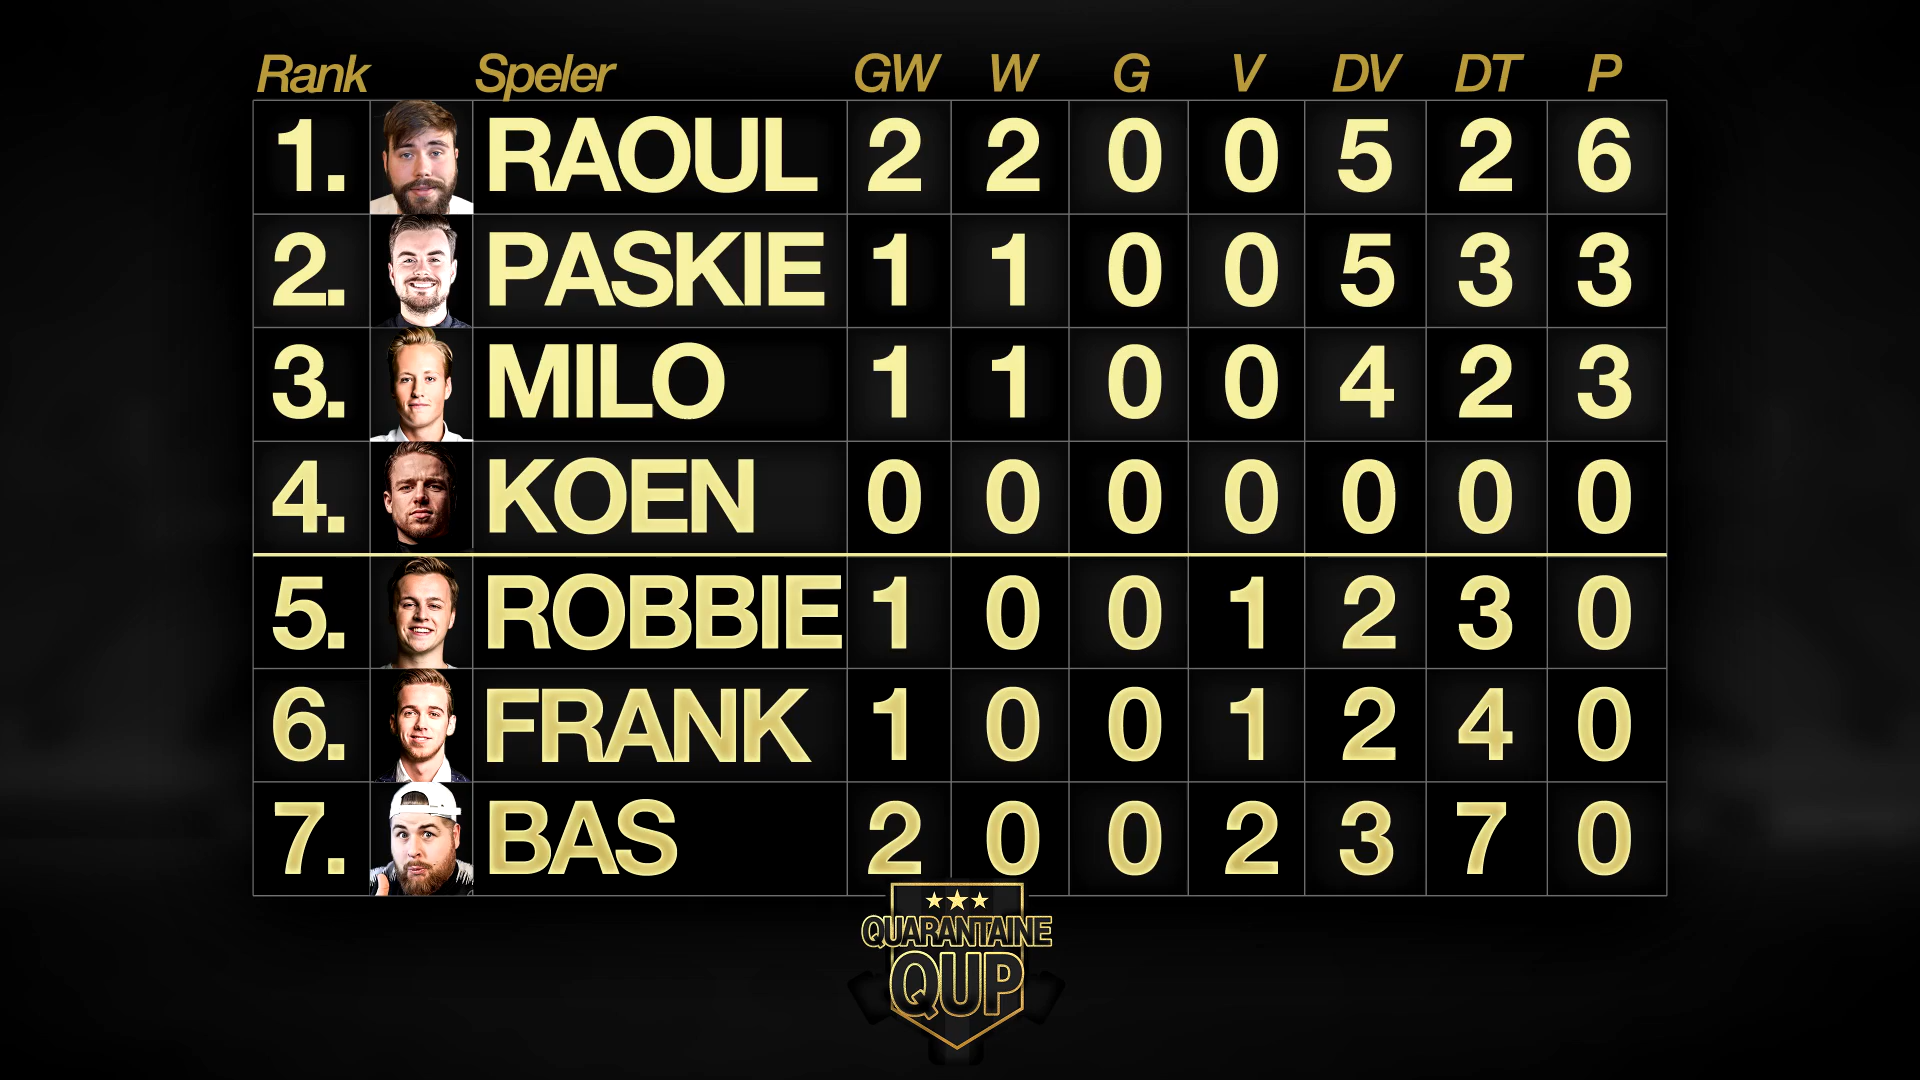 Rank Speler GW W G V DV DT P
1. RAOUL 2 2 0 0 5 2 6
2. PASKIE 1 1 0 0 5 3 3
3. MILO 1 1 0 0 4 2 3
4. KOEN 0 0 0 0 0 0 0
5. ROBBIE 1 0 0 1 2 3 0
6. FRANK 1 0 0 1 2 4 0
7. BAS 2 0 0 2 3 7 0
QUARANTAINE
QUP